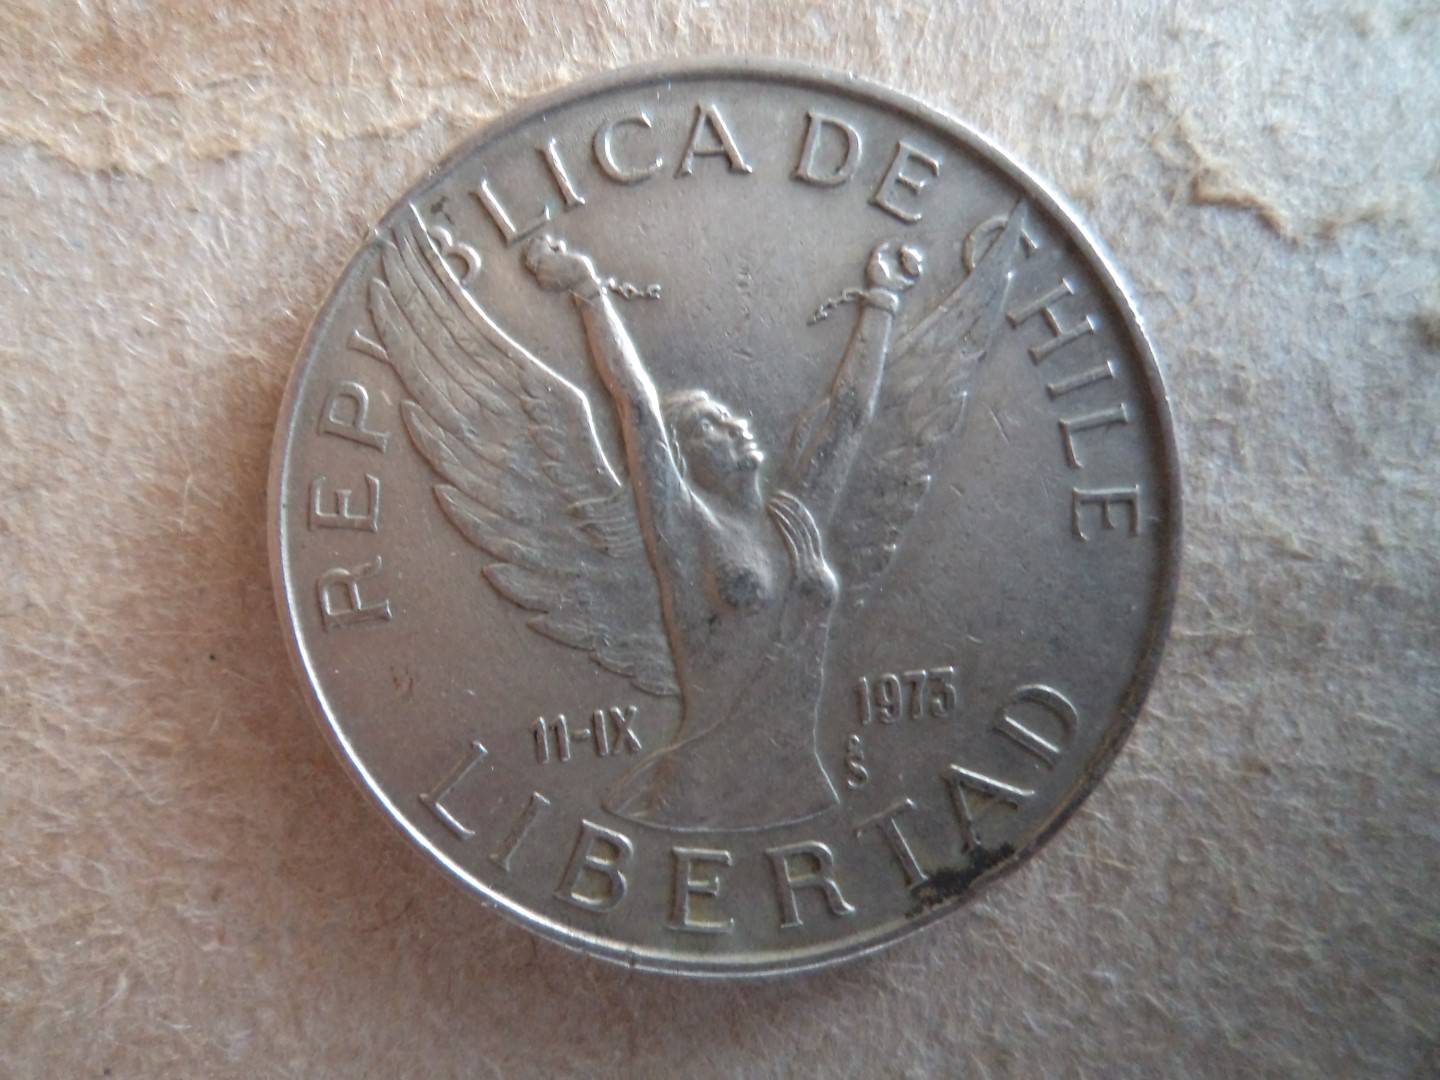 REPUBLICA DE CHILE
11-IX 1973
S
LIBERTAD